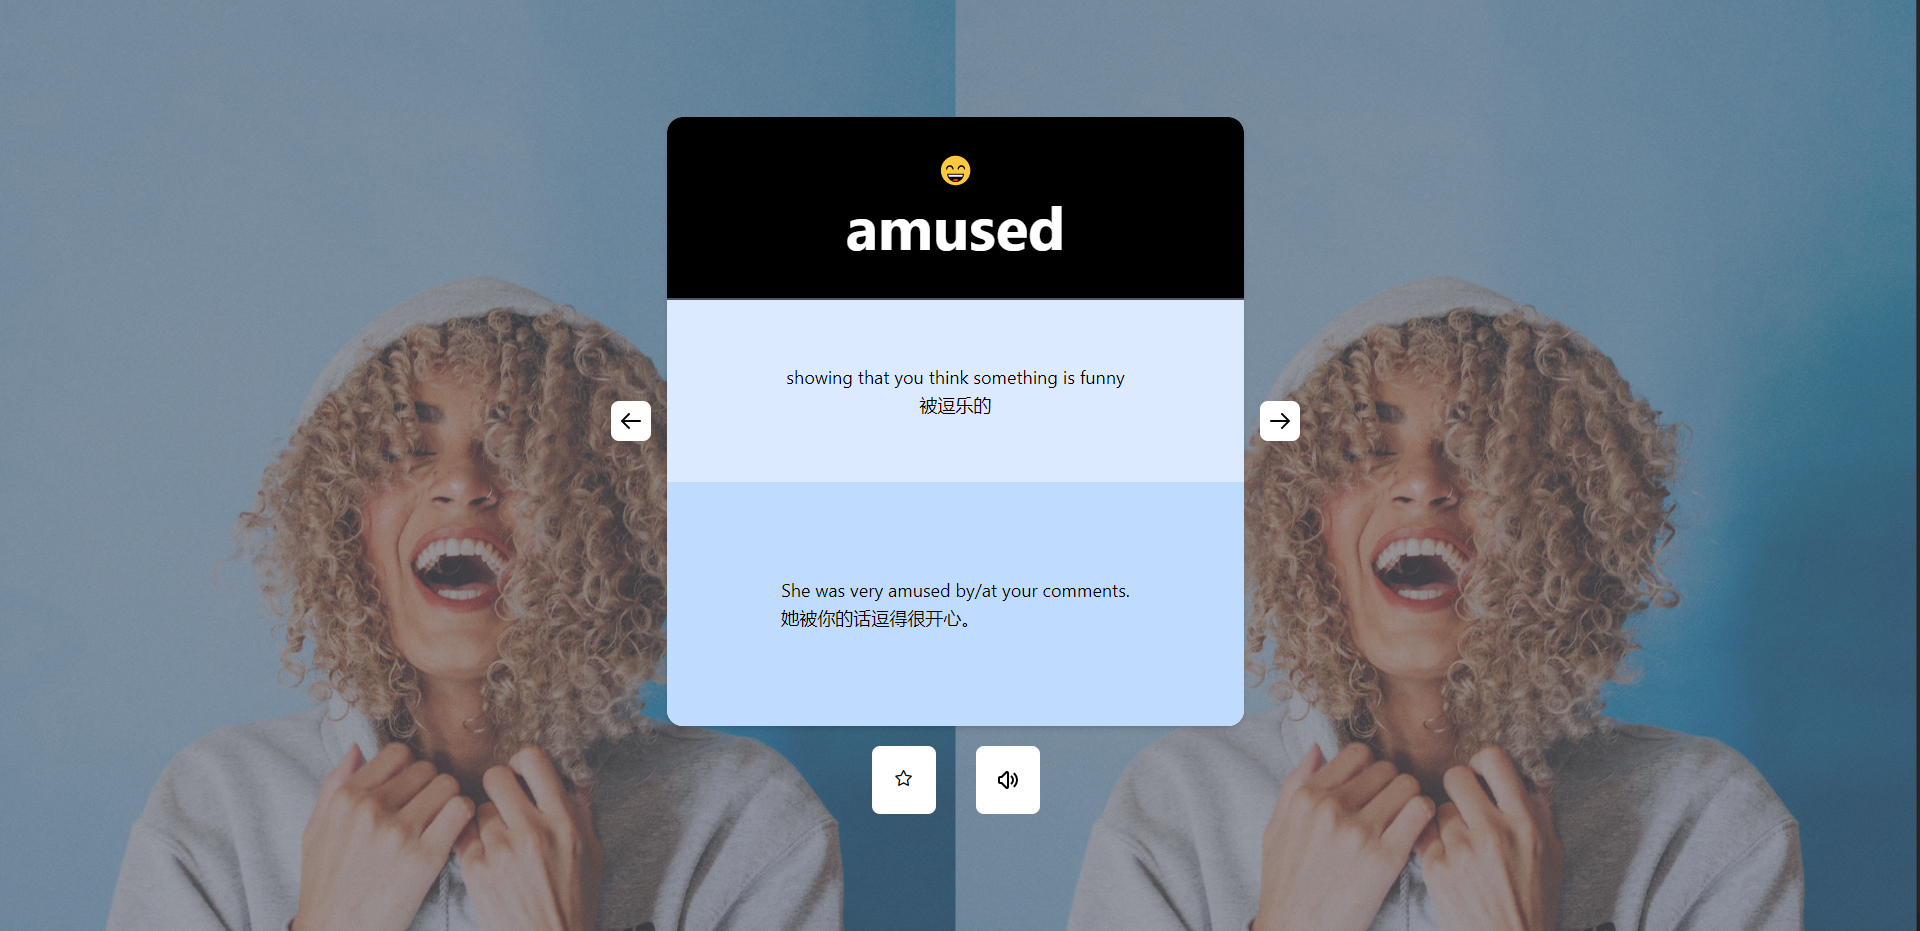 amused
showing that you think something is funny
被逗乐的
She was very amused by/at your comments.
她被你的话逗得很开心。